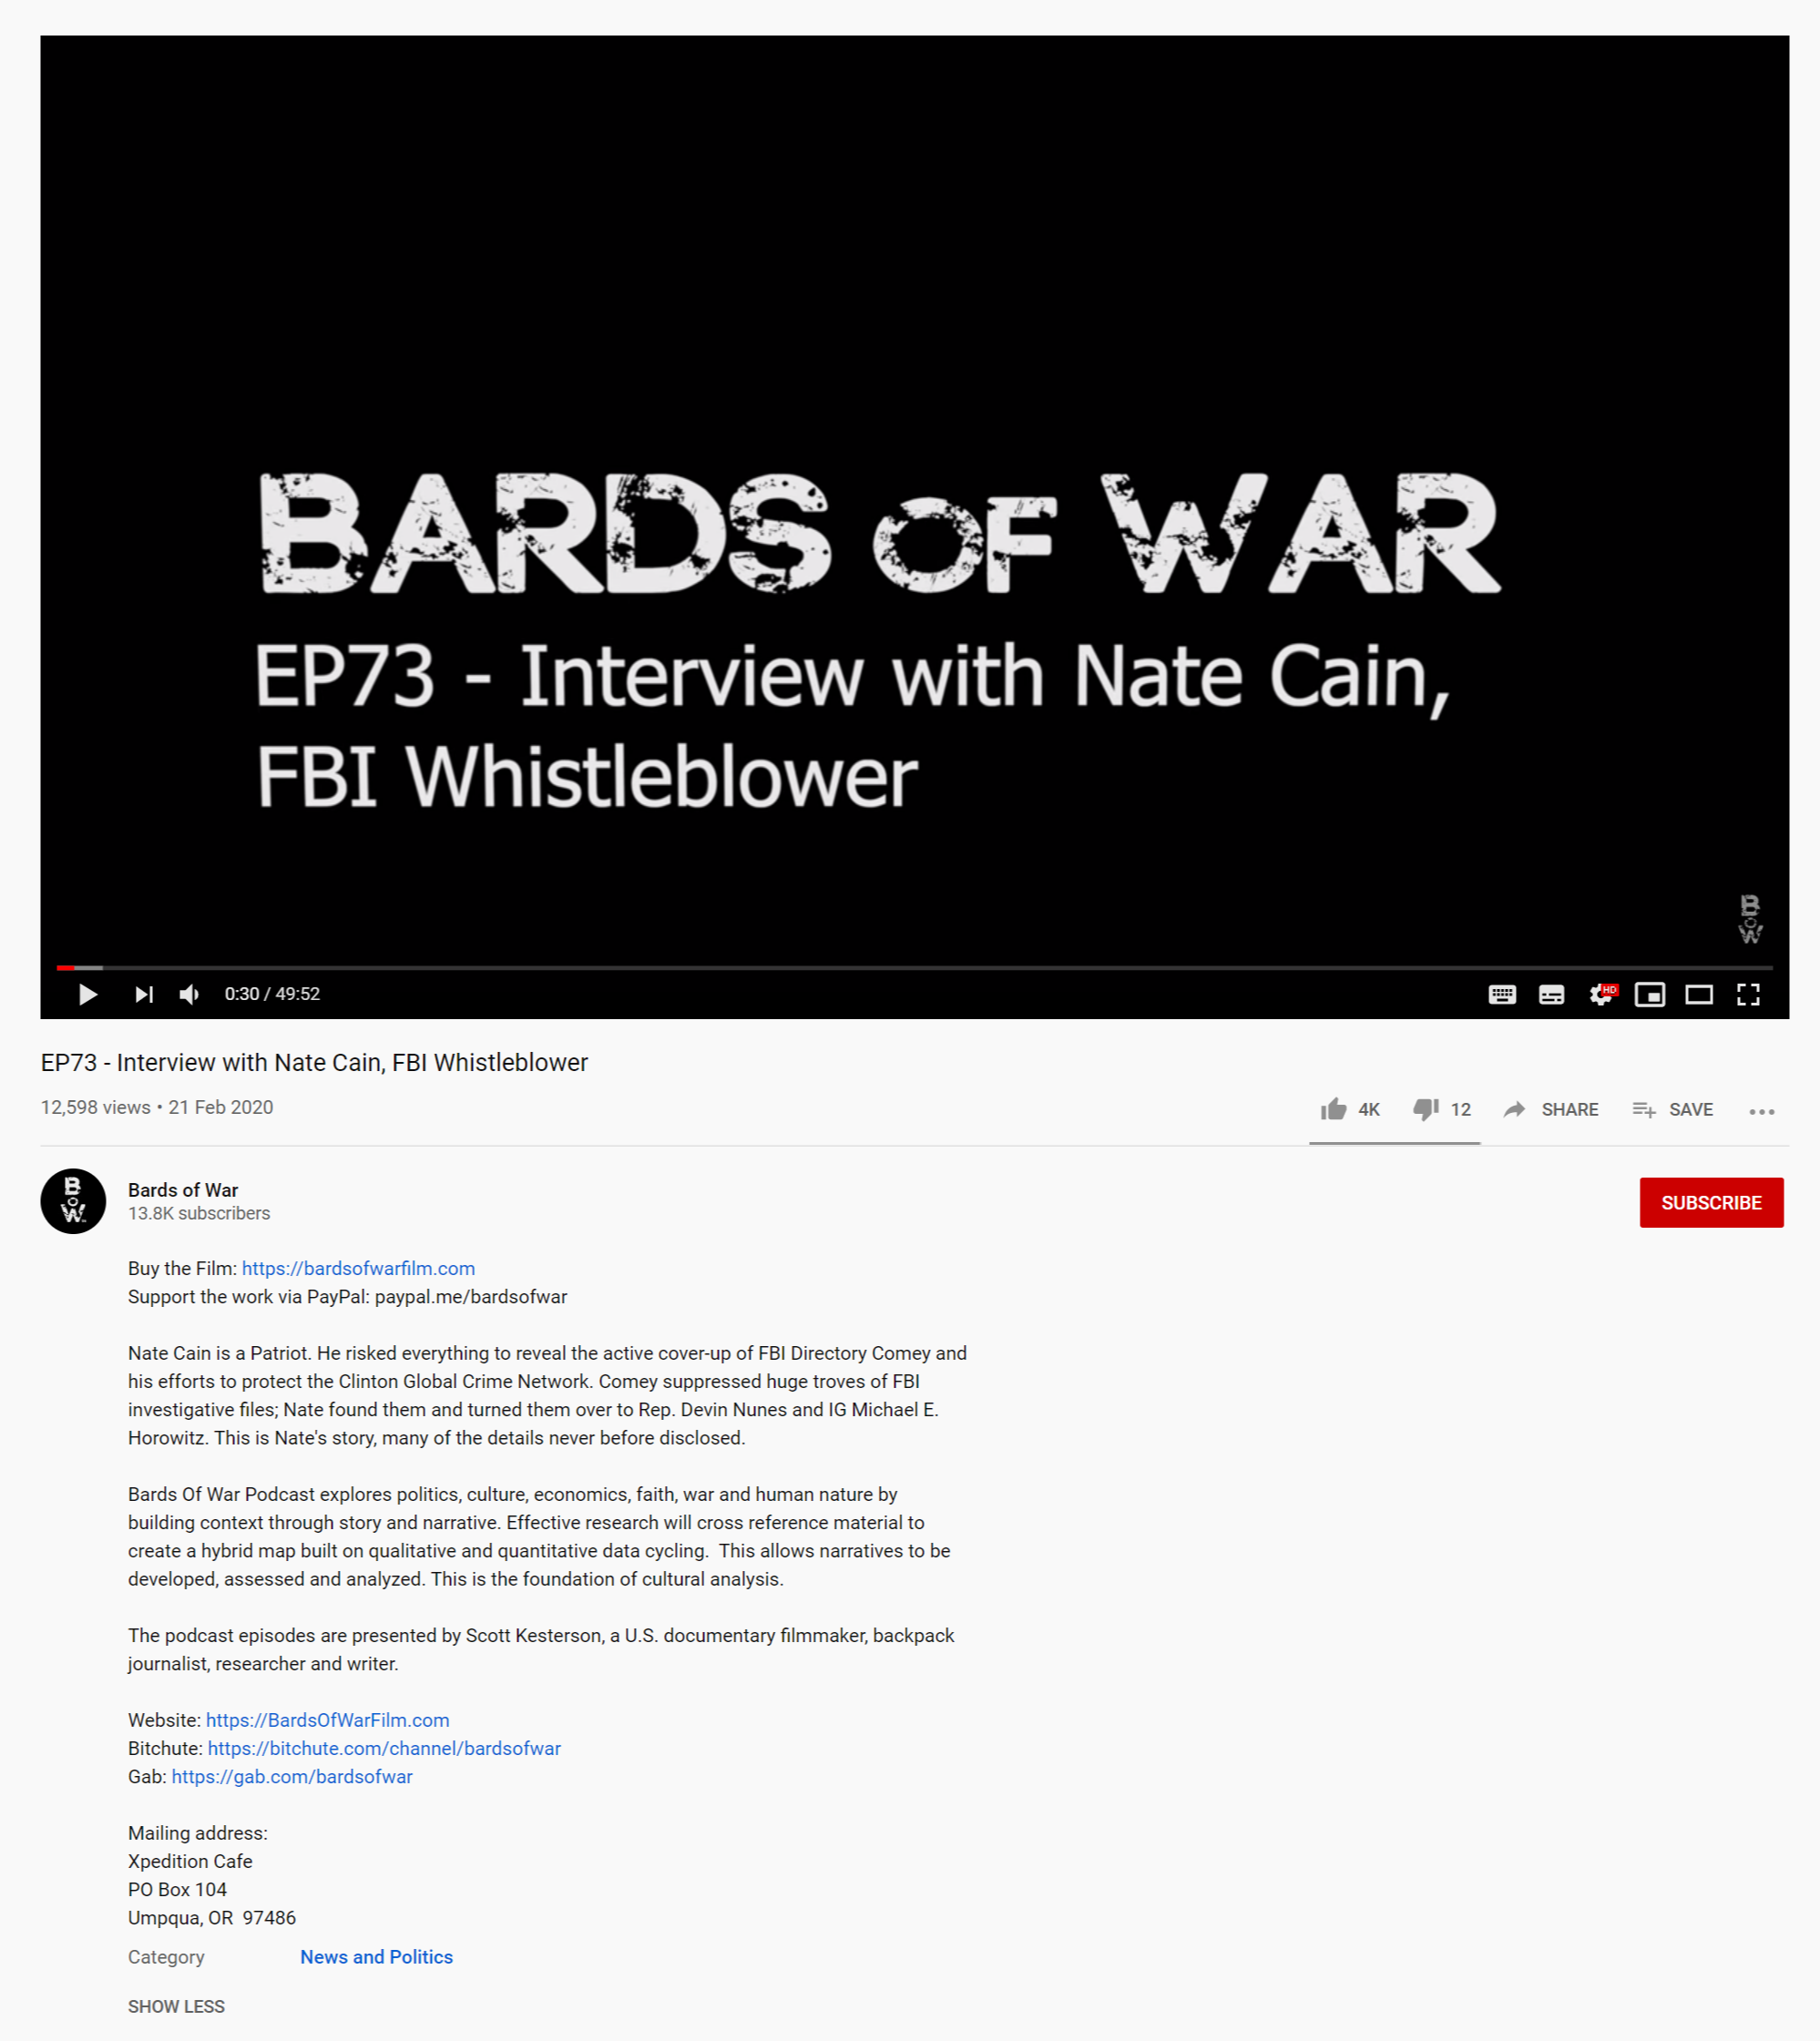 BARDS OF WAR
EP73 - Interview with Nate Cain,
FBI Whistleblower
B
O
W
0:30 / 49:52
HD
EP73 - Interview with Nate Cain, FBI Whistleblower
12,598 views • 21 Feb 2020
4K 12 SHARE SAVE
B
O
W
Bards of War
13.8K subscribers
SUBSCRIBE
Buy the Film: https://bardsofwarfilm.com
Support the work via PayPal: paypal.me/bardsofwar
Nate Cain is a Patriot. He risked everything to reveal the active cover-up of FBI Directory Comey and
his efforts to protect the Clinton Global Crime Network. Comey suppressed huge troves of FBI
investigative files; Nate found them and turned them over to Rep. Devin Nunes and IG Michael E.
Horowitz. This is Nate's story, many of the details never before disclosed.
Bards Of War Podcast explores politics, culture, economics, faith, war and human nature by
building context through story and narrative. Effective research will cross reference material to
create a hybrid map built on qualitative and quantitative data cycling.  This allows narratives to be
developed, assessed and analyzed. This is the foundation of cultural analysis.
The podcast episodes are presented by Scott Kesterson, a U.S. documentary filmmaker, backpack
journalist, researcher and writer.
Website: https://BardsOfWarFilm.com
Bitchute: https://bitchute.com/channel/bardsofwar
Gab: https://gab.com/bardsofwar
Mailing address:
Xpedition Cafe
PO Box 104
Umpqua, OR  97486
Category News and Politics
SHOW LESS